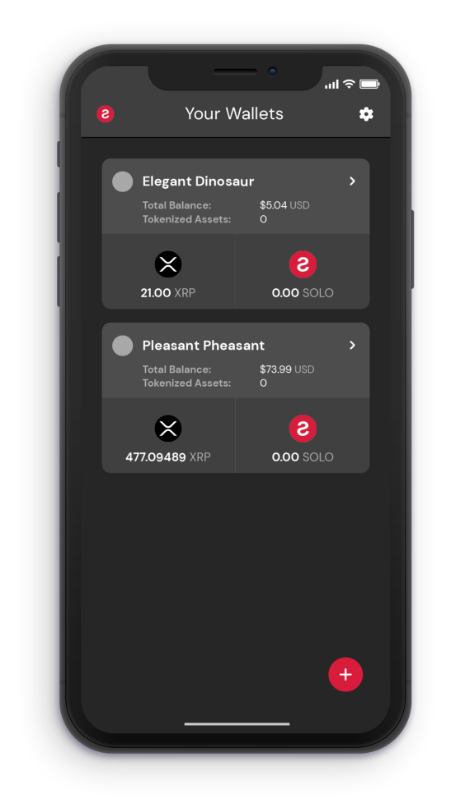 Your Wallets
Elegant Dinosaur
Total Balance: $5.04 USD
Tokenized Assets: 0
21.00 XRP 0.00 SOLO
Pleasant Pheasant
Total Balance: $73.99 USD
Tokenized Assets: 0
477.09489 XRP 0.00 SOLO